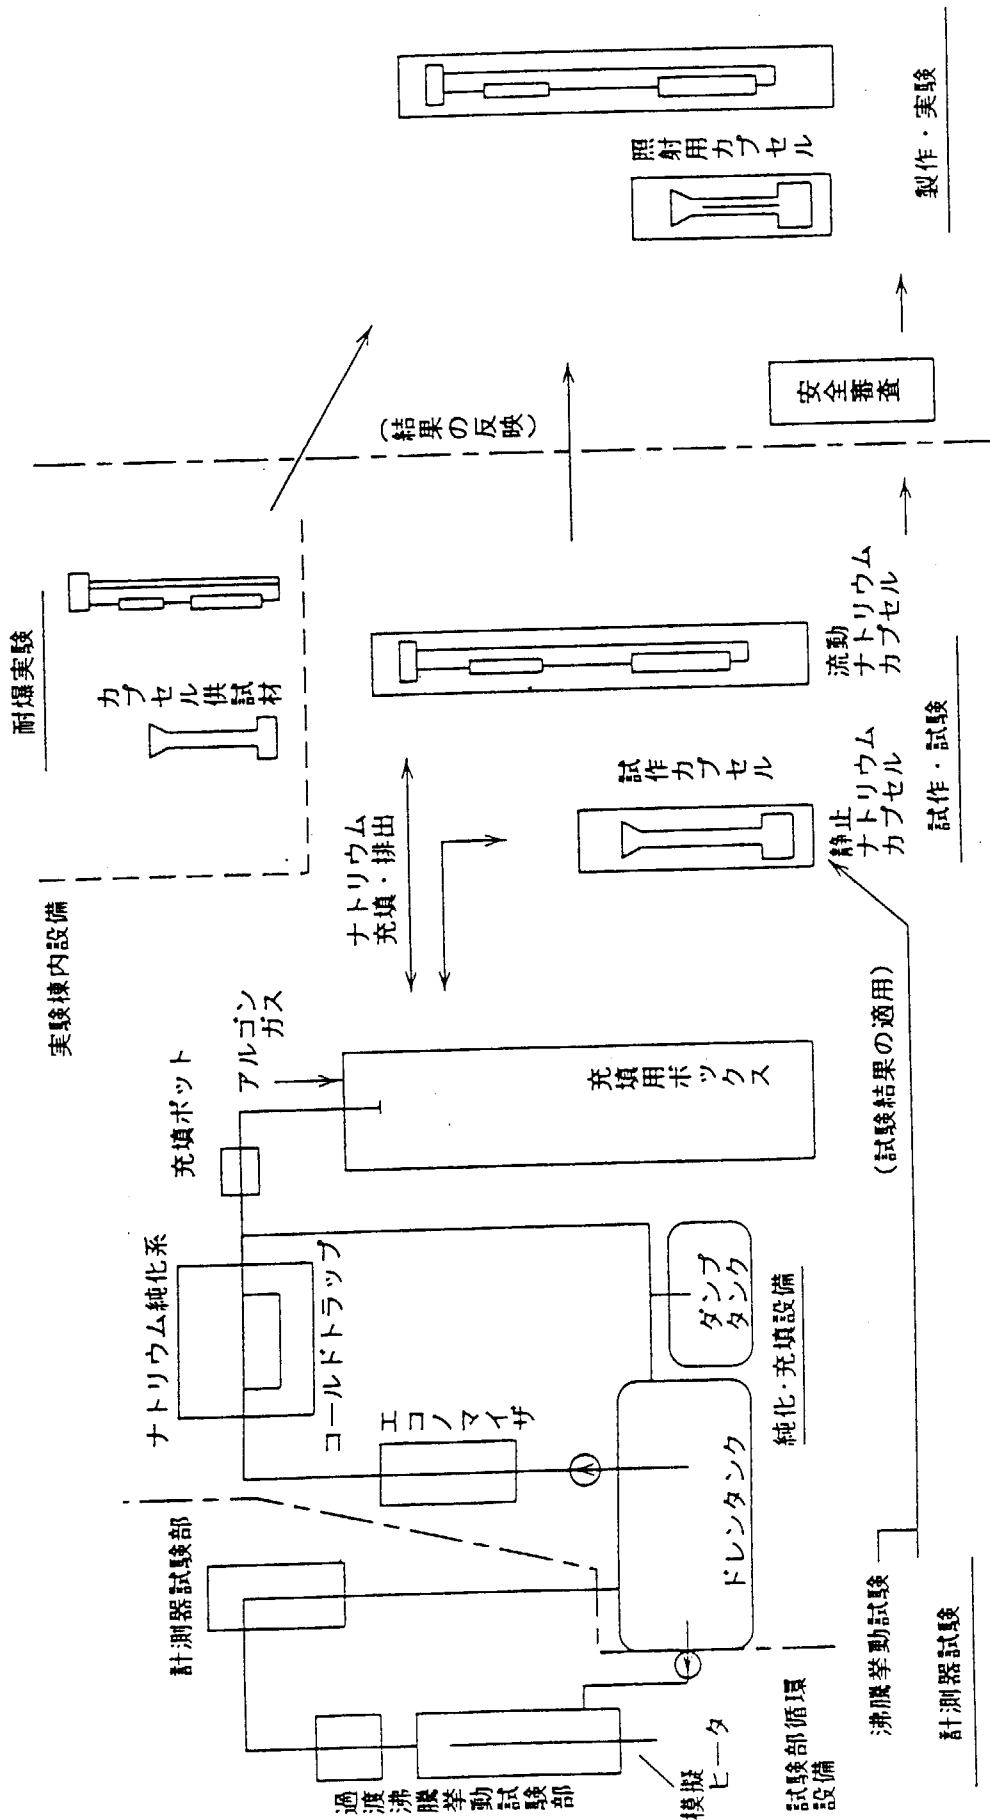 耐爆実験
カプセル供試材
実験棟内設備
(結果の反映)
照射用カプセル
安全審査
製作・実験
ナトリウム
充填・排出
試作カプセル
静止
ナトリウム
カプセル
流動
ナトリウム
カプセル
試作・試験
充填ポット
アルゴン
ガス
充填用ボックス
ナトリウム純化系
コールドトラップ
エコノマイザ
ダンプ
タンク
ドレンタンク
純化・充填設備
計測器試験部
過渡沸騰挙動試験部
模擬
ヒータ
試験部循環
設備
(試験結果の適用)
沸騰挙動試験
計測器試験